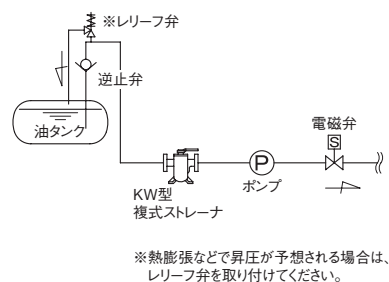 ※レリーフ弁
逆止弁
油タンク
電磁弁
S
P
ポンプ
KW型
複式ストレーナ
※熱膨張などで昇圧が予想される場合は、
レリーフ弁を取り付けてください。